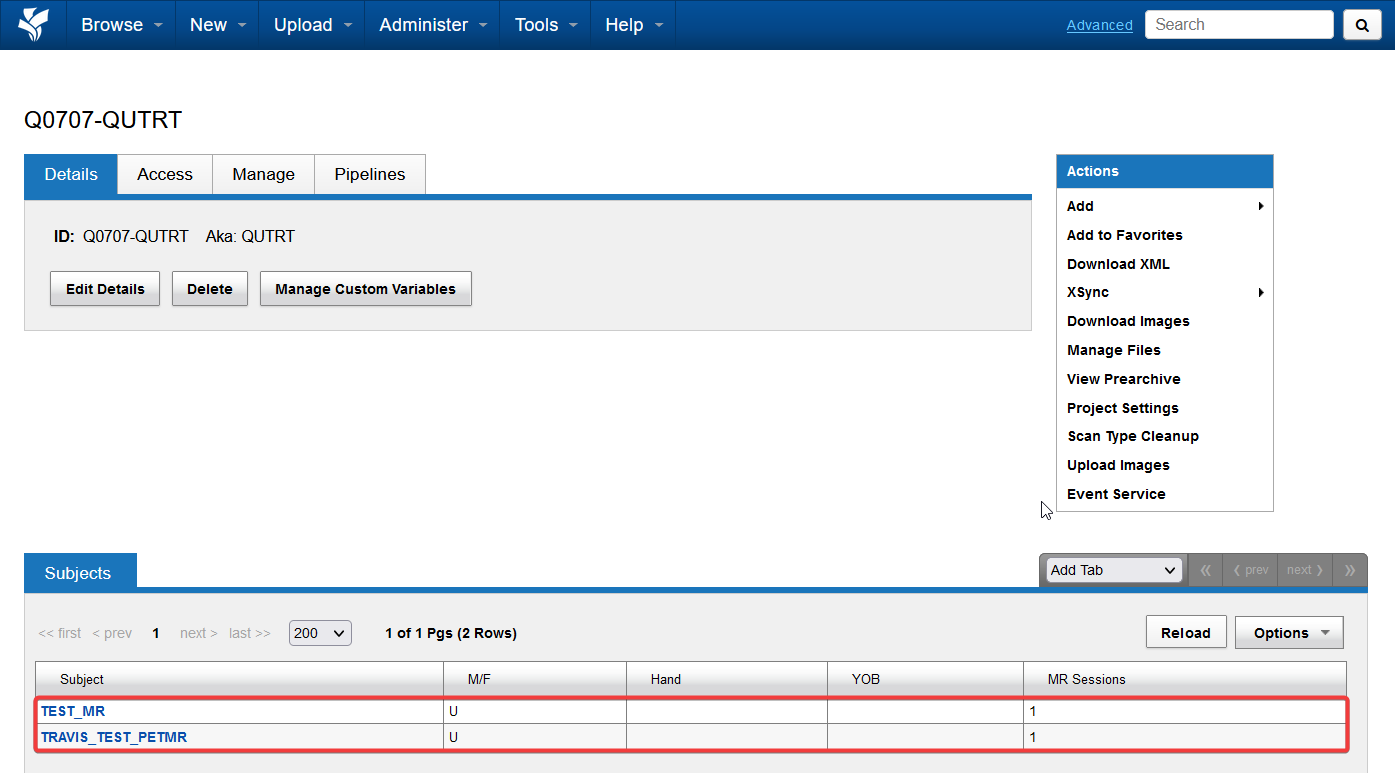 Browse New Upload Administer Tools Help Advanced Search
Q0707-QUTRT
Details Access Manage Pipelines
ID: Q0707-QUTRT Aka: QUTRT
Edit Details Delete Manage Custom Variables
Actions
Add
Add to Favorites
Download XML
XSync
Download Images
Manage Files
View Prearchive
Project Settings
Scan Type Cleanup
Upload Images
Event Service
Subjects Add Tab « ❮ prev next ❯ »
<< first < prev 1 next > last >> 200 1 of 1 Pgs (2 Rows) Reload Options
Subject M/F Hand YOB MR Sessions
TEST_MR U 1
TRAVIS_TEST_PETMR U 1